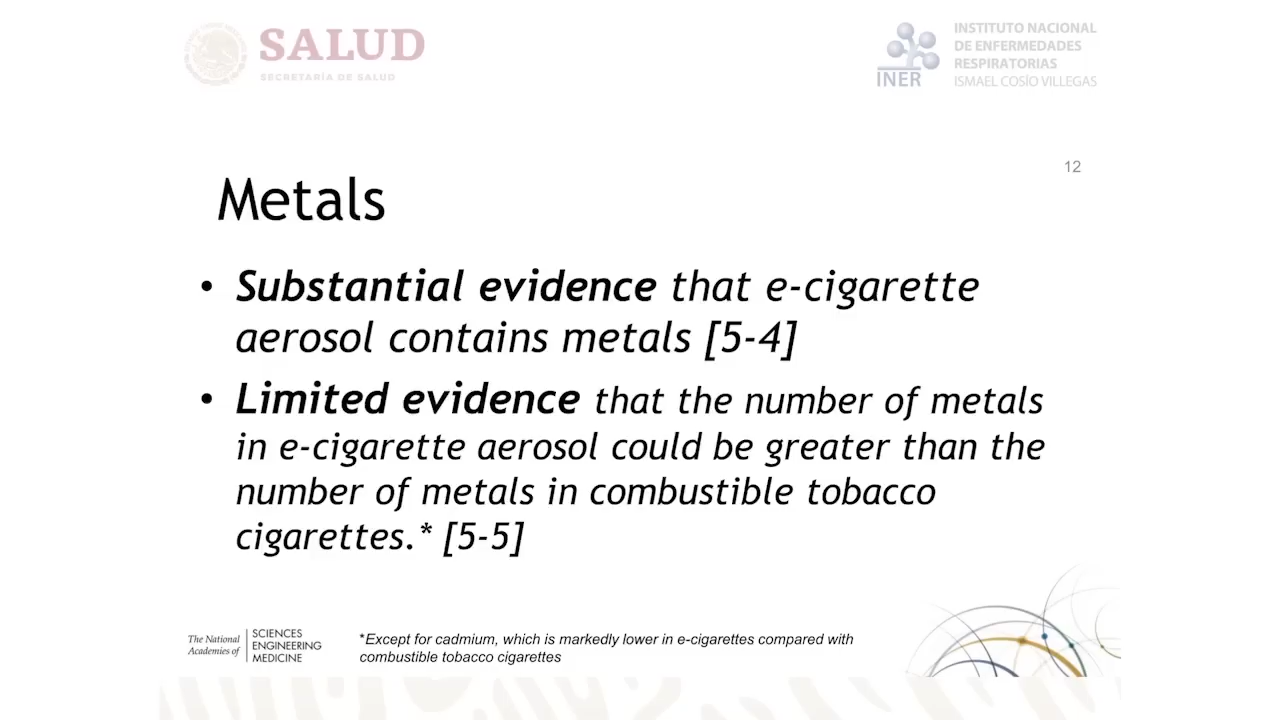 SALUD
SECRETARÍA DE SALUD
INER
INSTITUTO NACIONAL
DE ENFERMEDADES
RESPIRATORIAS
ISMAEL COSÍO VILLEGAS
12
Metals
• Substantial evidence that e-cigarette
aerosol contains metals [5-4]
• Limited evidence that the number of metals
in e-cigarette aerosol could be greater than the
number of metals in combustible tobacco
cigarettes.* [5-5]
The National
Academies of
SCIENCES
ENGINEERING
MEDICINE
*Except for cadmium, which is markedly lower in e-cigarettes compared with
combustible tobacco cigarettes